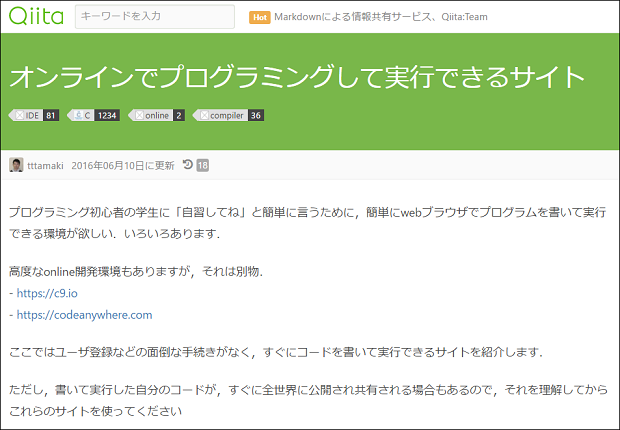 Qiita
キーワードを入力
Hot Markdownによる情報共有サービス、Qiita:Team
オンラインでプログラミングして実行できるサイト
IDE 81 C 1234 online 2 compiler 36
tttamaki 2016年06月10日に更新 18
プログラミング初心者の学生に「自習してね」と簡単に言うために，簡単にwebブラウザでプログラムを書いて実行
できる環境が欲しい．いろいろあります．
高度なonline開発環境もありますが，それは別物．
- https://c9.io
- https://codeanywhere.com
ここではユーザ登録などの面倒な手続きがなく，すぐにコードを書いて実行できるサイトを紹介します．
ただし，書いて実行した自分のコードが，すぐに全世界に公開され共有される場合もあるので，それを理解してから
これらのサイトを使ってください